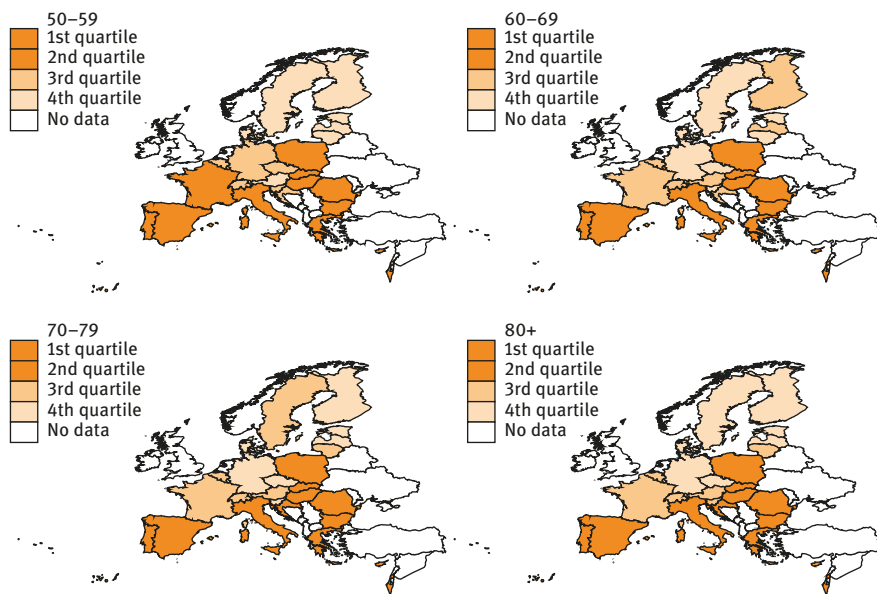 50–59
1st quartile
2nd quartile
3rd quartile
4th quartile
No data
60–69
1st quartile
2nd quartile
3rd quartile
4th quartile
No data
70–79
1st quartile
2nd quartile
3rd quartile
4th quartile
No data
80+
1st quartile
2nd quartile
3rd quartile
4th quartile
No data